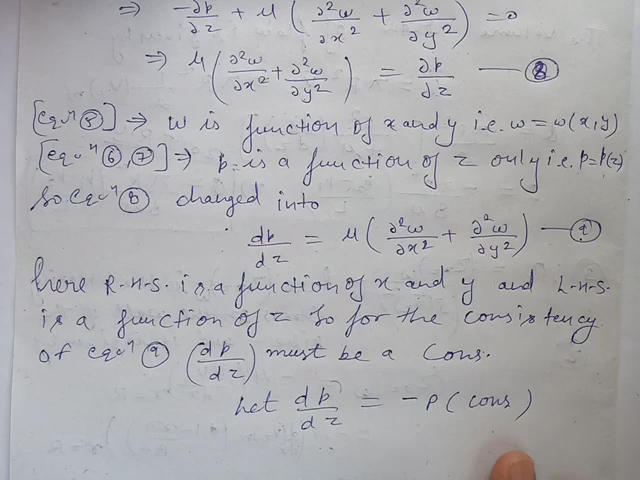 ⇒ -∂p/∂z + μ ( ∂²w/∂x² + ∂²w/∂y² ) = 0
⇒ μ ( ∂²w/∂x² + ∂²w/∂y² ) = ∂p/∂z — ⑧
[eqⁿ ⑤] ⇒ w is function of x and y i.e. w = w(x,y)
[eqⁿ ⑥,⑦] ⇒ p is a function of z only i.e. p = p(z)
so eqⁿ ⑧ changed into
dp/dz = μ ( ∂²w/∂x² + ∂²w/∂y² ) — ⑨
here R.H.S. is a function of x and y and L.H.S.
is a function of z so for the consistency
of eqⁿ ⑨ (dp/dz) must be a cons.
Let dp/dz = -P (cons)